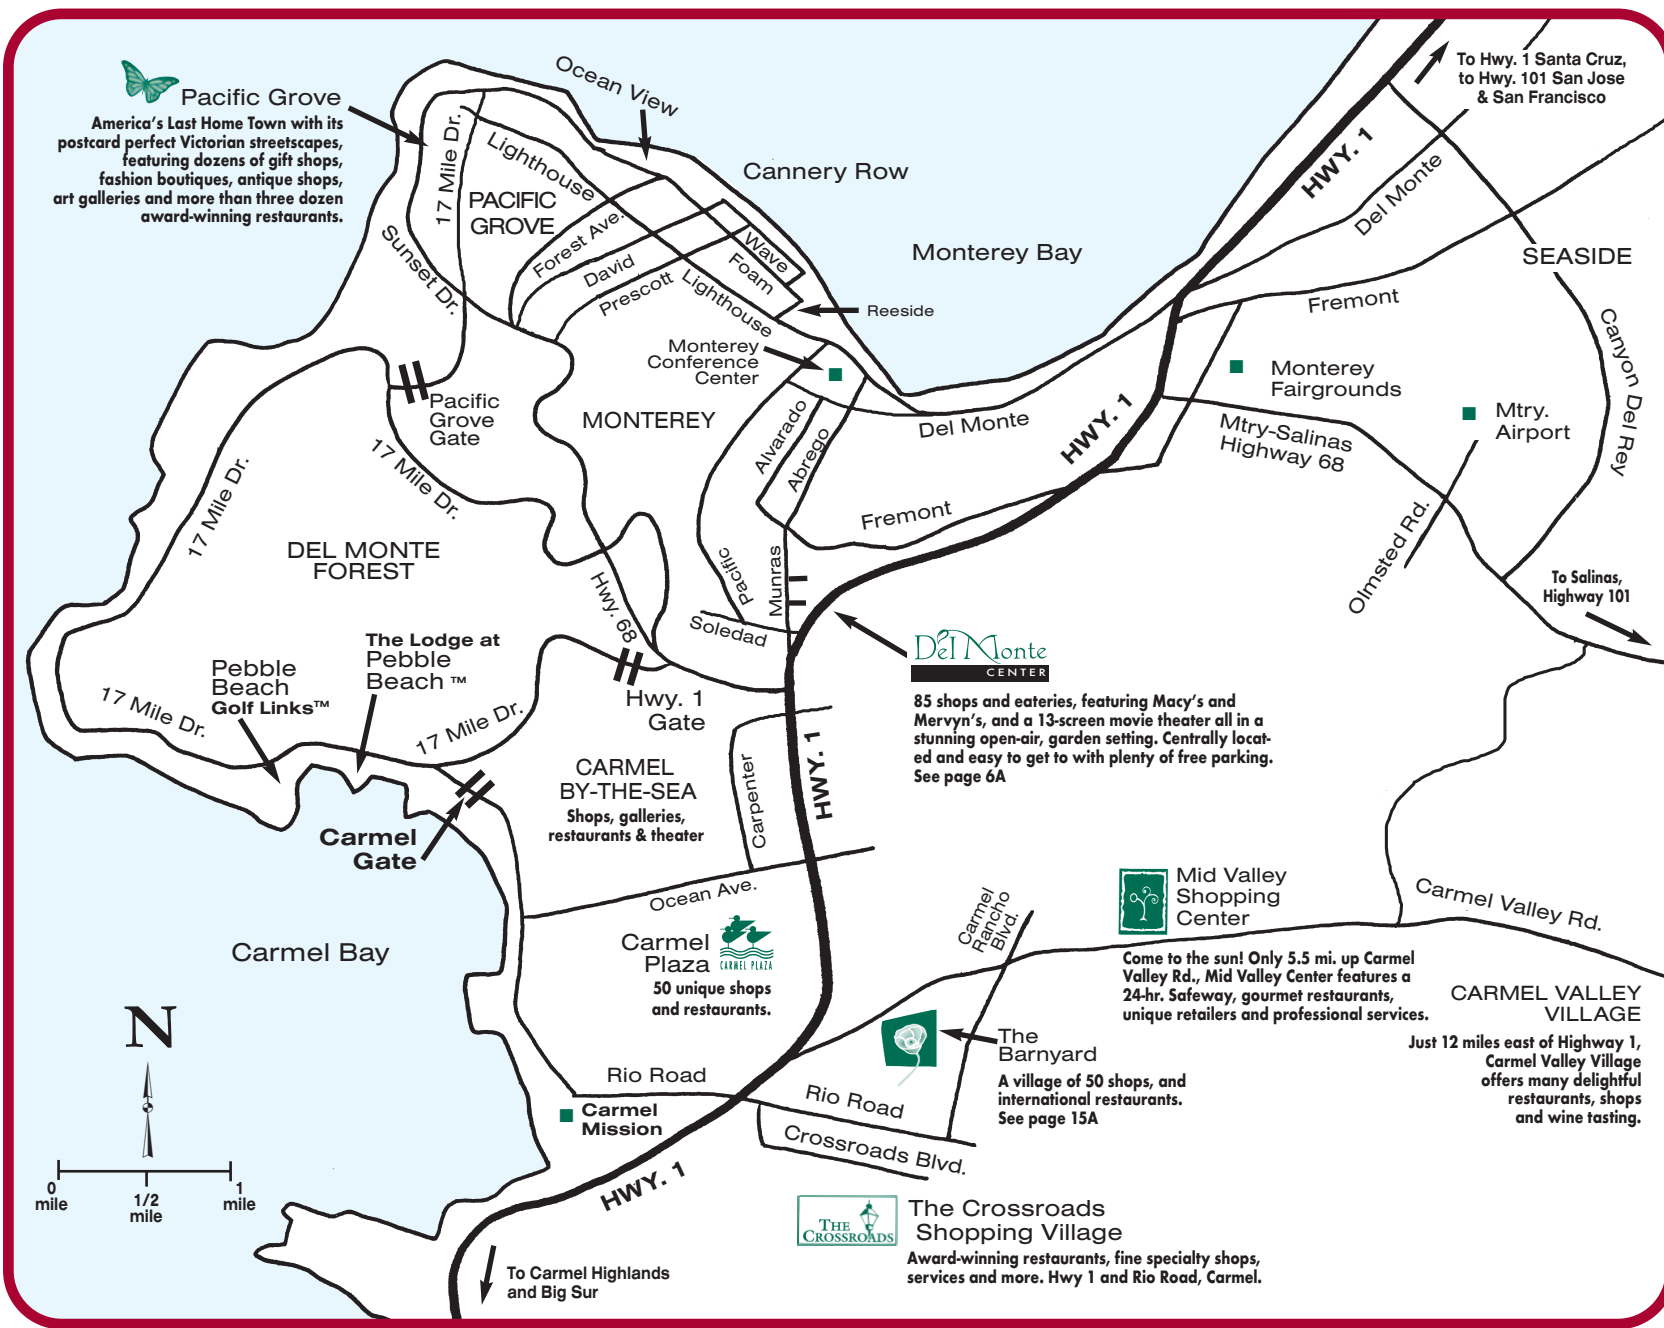 Pacific Grove
America's Last Home Town with its
postcard perfect Victorian streetscapes,
featuring dozens of gift shops,
fashion boutiques, antique shops,
art galleries and more than three dozen
award-winning restaurants.
Ocean View
Cannery Row
Monterey Bay
To Hwy. 1 Santa Cruz,
to Hwy. 101 San Jose
& San Francisco
HWY. 1
Del Monte
SEASIDE
Fremont
Canyon Del Rey
17 Mile Dr.
Lighthouse
PACIFIC
GROVE
Sunset Dr.
Forest Ave.
David
Prescott
Lighthouse
Wave
Foam
Reeside
Monterey
Conference
Center
Monterey
Fairgrounds
Mtry.
Airport
Pacific
Grove
Gate
MONTEREY
Alvarado
Abrego
Del Monte
HWY. 1
Mtry-Salinas
Highway 68
17 Mile Dr.
17 Mile Dr.
Fremont
Olmsted Rd.
DEL MONTE
FOREST
Hwy. 68
Pacific
Munras
Soledad
To Salinas,
Highway 101
Del Monte
CENTER
85 shops and eateries, featuring Macy's and
Mervyn's, and a 13-screen movie theater all in a
stunning open-air, garden setting. Centrally locat-
ed and easy to get to with plenty of free parking.
See page 6A
The Lodge at
Pebble
Beach ™
Pebble
Beach
Golf Links™
17 Mile Dr.
17 Mile Dr.
Hwy. 1
Gate
CARMEL
BY-THE-SEA
Shops, galleries,
restaurants & theater
Carpenter
HWY. 1
Carmel
Gate
Ocean Ave.
Carmel
Plaza
CARMEL PLAZA
50 unique shops
and restaurants.
Carmel Bay
Carmel
Rancho
Blvd.
Mid Valley
Shopping
Center
Come to the sun! Only 5.5 mi. up Carmel
Valley Rd., Mid Valley Center features a
24-hr. Safeway, gourmet restaurants,
unique retailers and professional services.
Carmel Valley Rd.
CARMEL VALLEY
VILLAGE
Just 12 miles east of Highway 1,
Carmel Valley Village
offers many delightful
restaurants, shops
and wine tasting.
The
Barnyard
A village of 50 shops, and
international restaurants.
See page 15A
N
0
mile
1/2
mile
1
mile
Rio Road
Carmel
Mission
Rio Road
Crossroads Blvd.
HWY. 1
THE
CROSSROADS
The Crossroads
Shopping Village
Award-winning restaurants, fine specialty shops,
services and more. Hwy 1 and Rio Road, Carmel.
To Carmel Highlands
and Big Sur